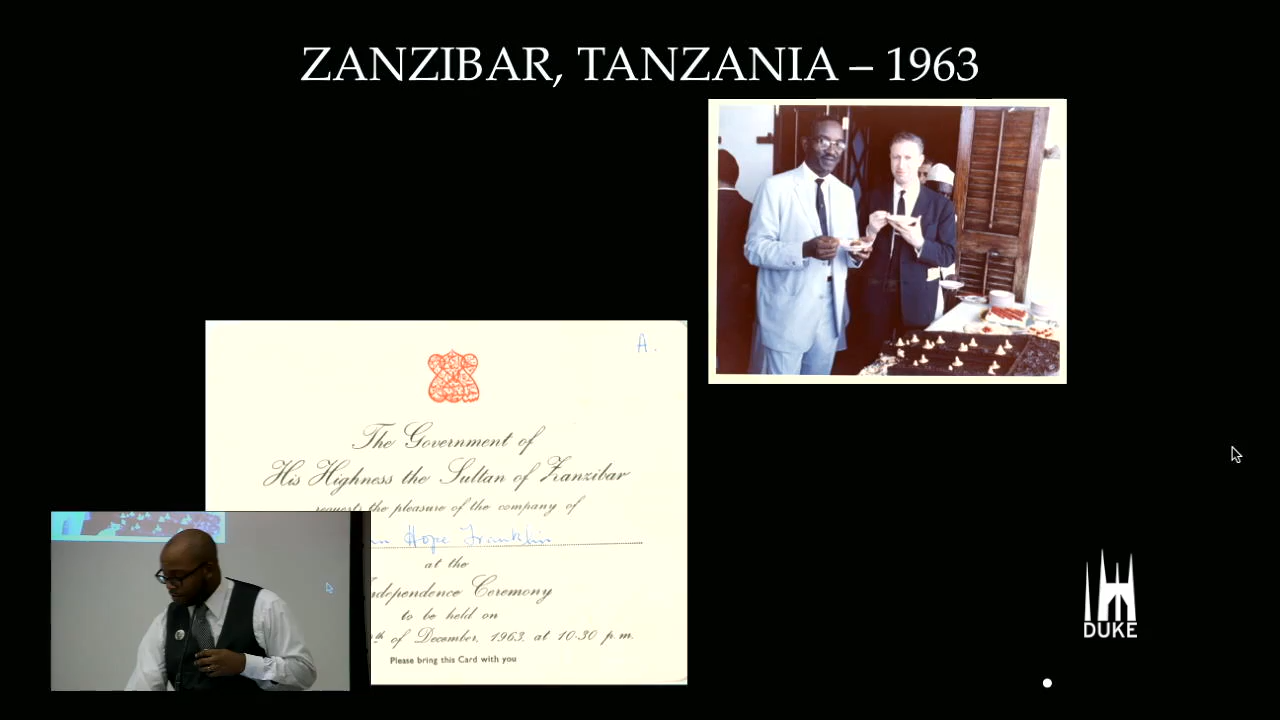 ZANZIBAR, TANZANIA – 1963
A.
The Government of
His Highness the Sultan of Zanzibar
requests the pleasure of the company of
Hope Franklin
at the
Independence Ceremony
to be held on
of December, 1963. at 10·30 p.m.
Please bring this Card with you
DUKE